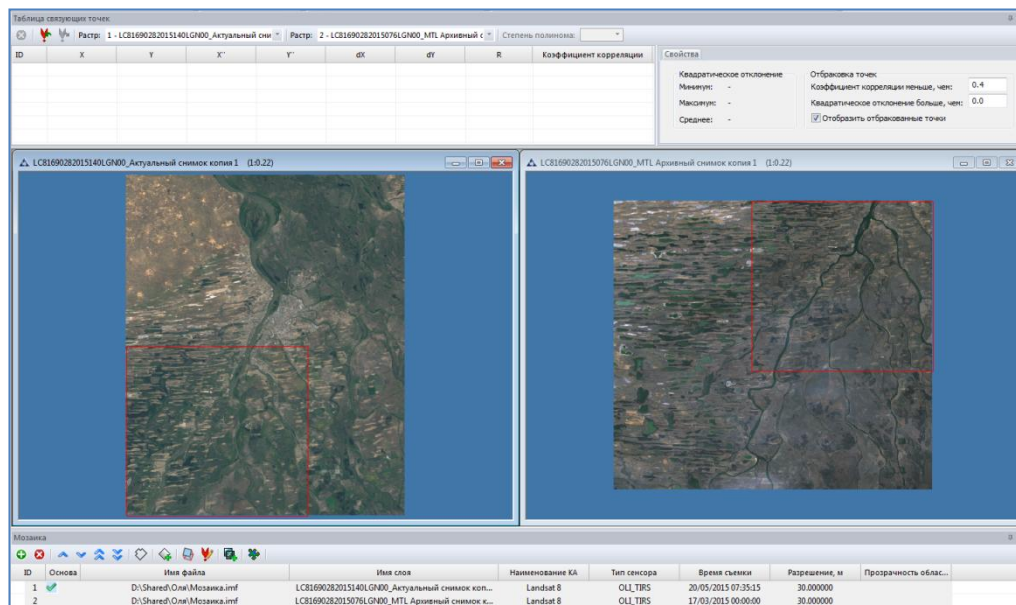 Таблица связующих точек
Растр: 1 - LC81690282015140LGN00_Актуальный сни Растр: 2 - LC81690282015076LGN00_MTL Архивный с Степень полинома:
ID X Y X`` Y`` dX dY R Коэффициент корреляции
Свойства
Квадратическое отклонение
Минимум: -
Максимум: -
Среднее: -
Отбраковка точек
Коэффициент корреляции меньше, чем: 0.4
Квадратическое отклонение больше, чем: 0.0
Отобразить отбракованные точки
LC81690282015140LGN00_Актуальный снимок копия 1 (1:0.22)
LC81690282015076LGN00_MTL Архивный снимок копия 1 (1:0.22)
Мозаика
ID Основа Имя файла Имя слоя Наименование КА Тип сенсора Время съемки Разрешение, м Прозрачность облас...
1 D:\Shared\Оля\Мозаика.imf LC81690282015140LGN00_Актуальный снимок коп... Landsat 8 OLI_TIRS 20/05/2015 07:35:15 30.000000
2 D:\Shared\Оля\Мозаика.imf LC81690282015076LGN00_MTL Архивный снимок к... Landsat 8 OLI_TIRS 17/03/2015 00:00:00 30.000000